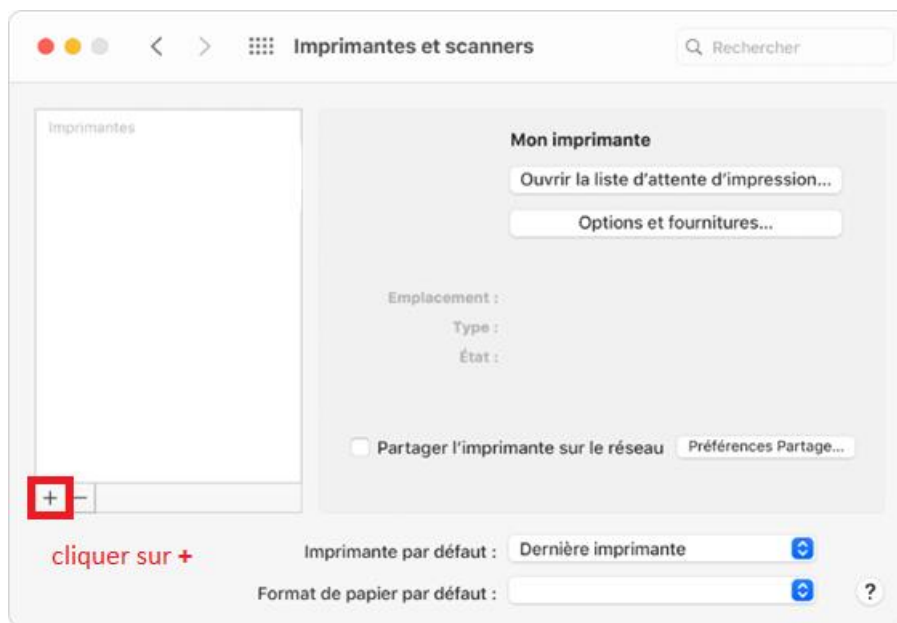 Imprimantes et scanners
Rechercher
Imprimantes
Mon imprimante
Ouvrir la liste d'attente d'impression...
Options et fournitures...
Emplacement :
Type :
État :
Partager l'imprimante sur le réseau
Préférences Partage...
+ −
cliquer sur +
Imprimante par défaut :
Dernière imprimante
Format de papier par défaut :
?